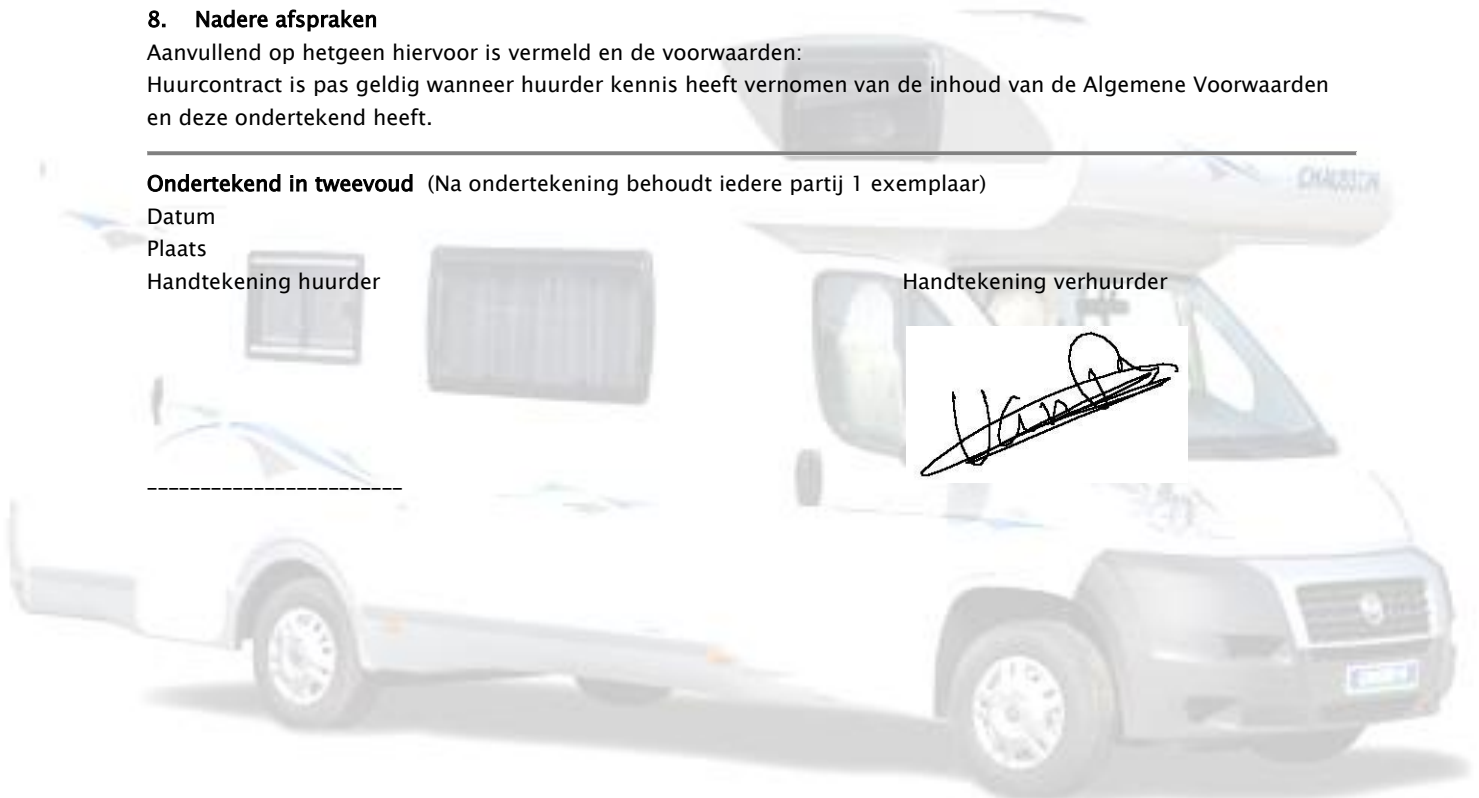 8. Nadere afspraken
Aanvullend op hetgeen hiervoor is vermeld en de voorwaarden:
Huurcontract is pas geldig wanneer huurder kennis heeft vernomen van de inhoud van de Algemene Voorwaarden
en deze ondertekend heeft.
CHAUSSON
Ondertekend in tweevoud (Na ondertekening behoudt iedere partij 1 exemplaar)
Datum
Plaats
Handtekening huurder Handtekening verhuurder
________________________